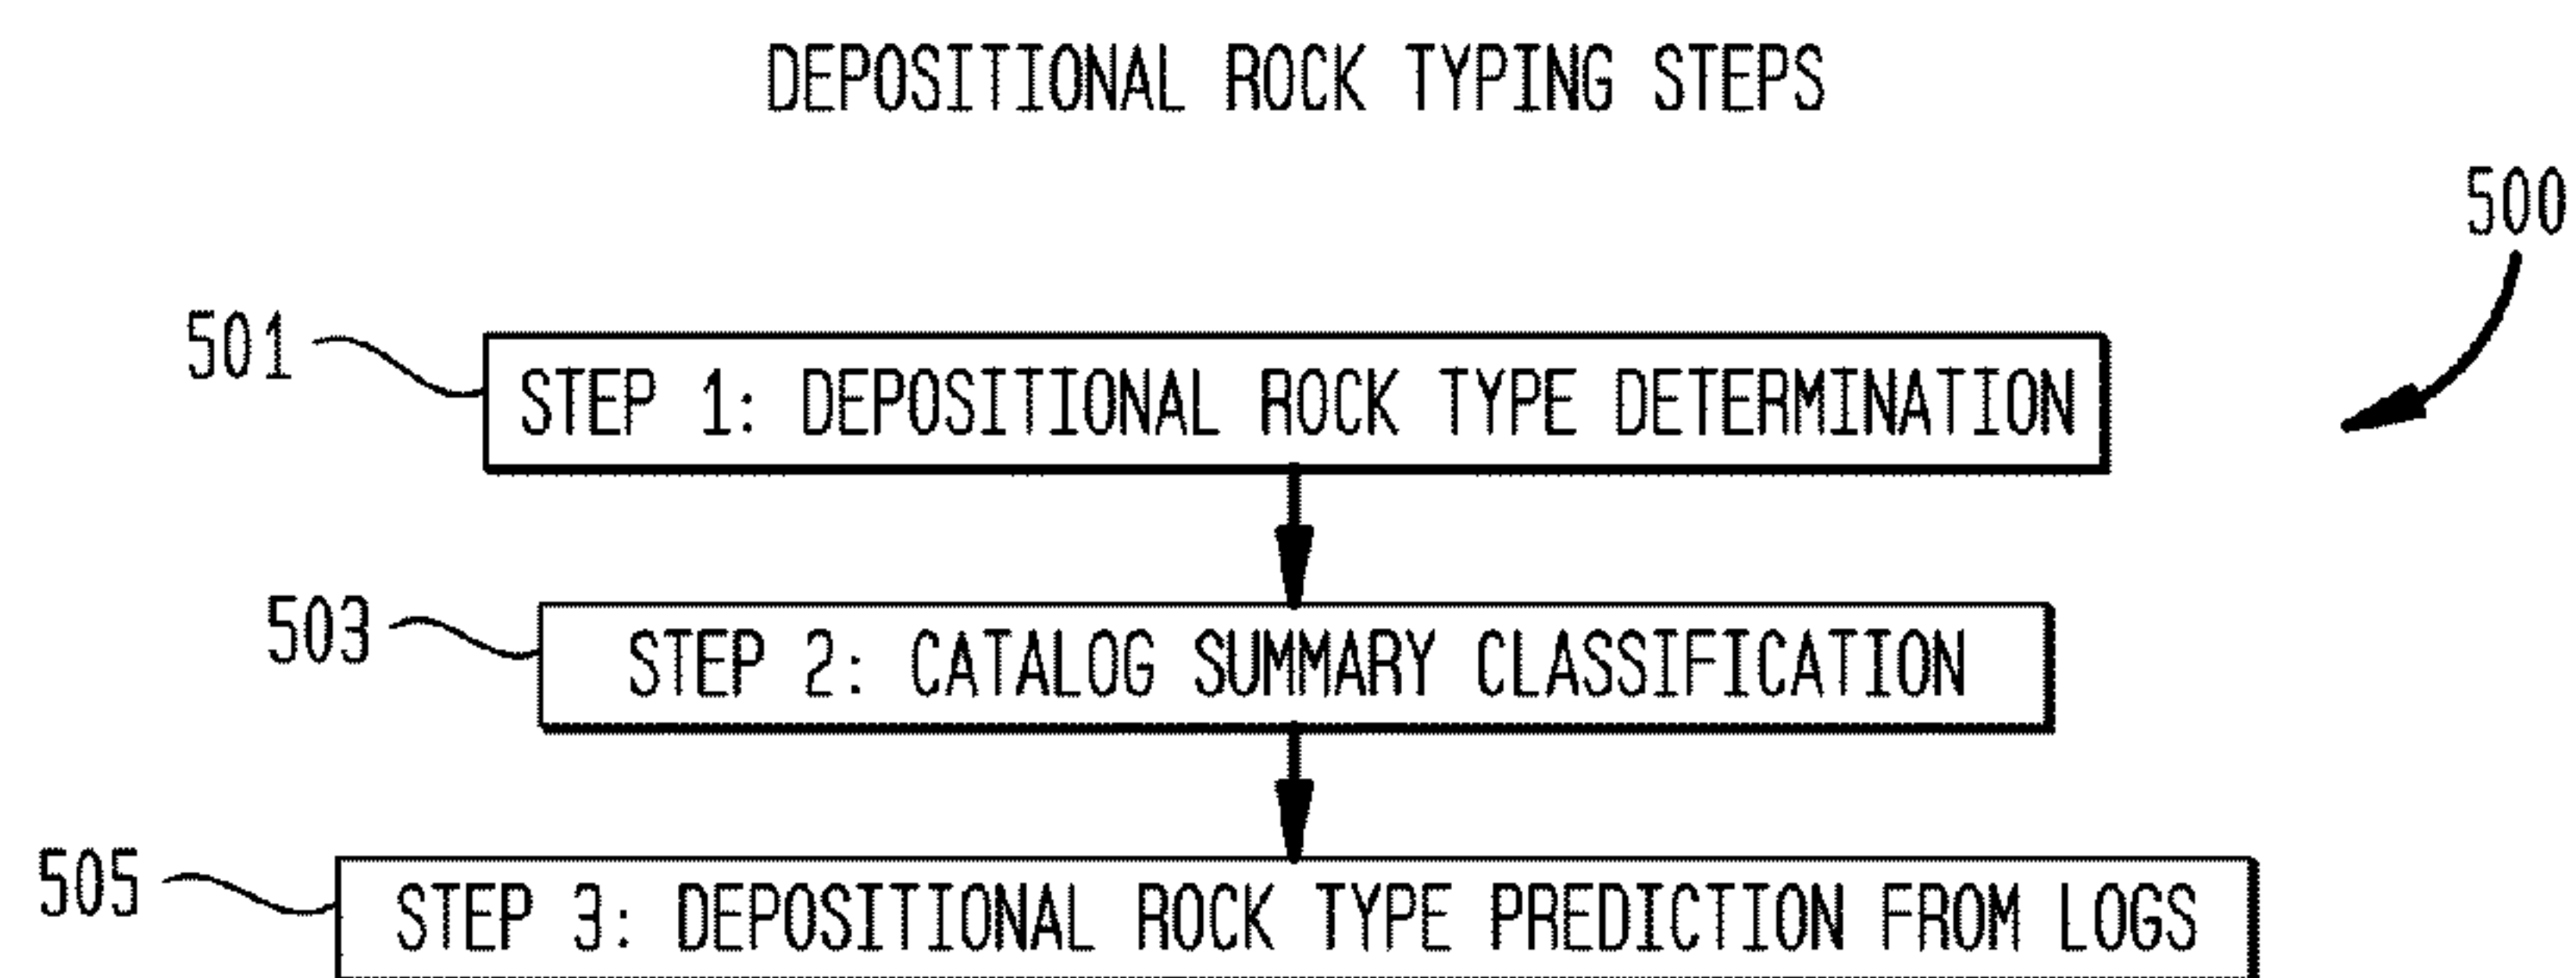 DEPOSITIONAL ROCK TYPING STEPS
500
501
STEP 1: DEPOSITIONAL ROCK TYPE DETERMINATION
503
STEP 2: CATALOG SUMMARY CLASSIFICATION
505
STEP 3: DEPOSITIONAL ROCK TYPE PREDICTION FROM LOGS